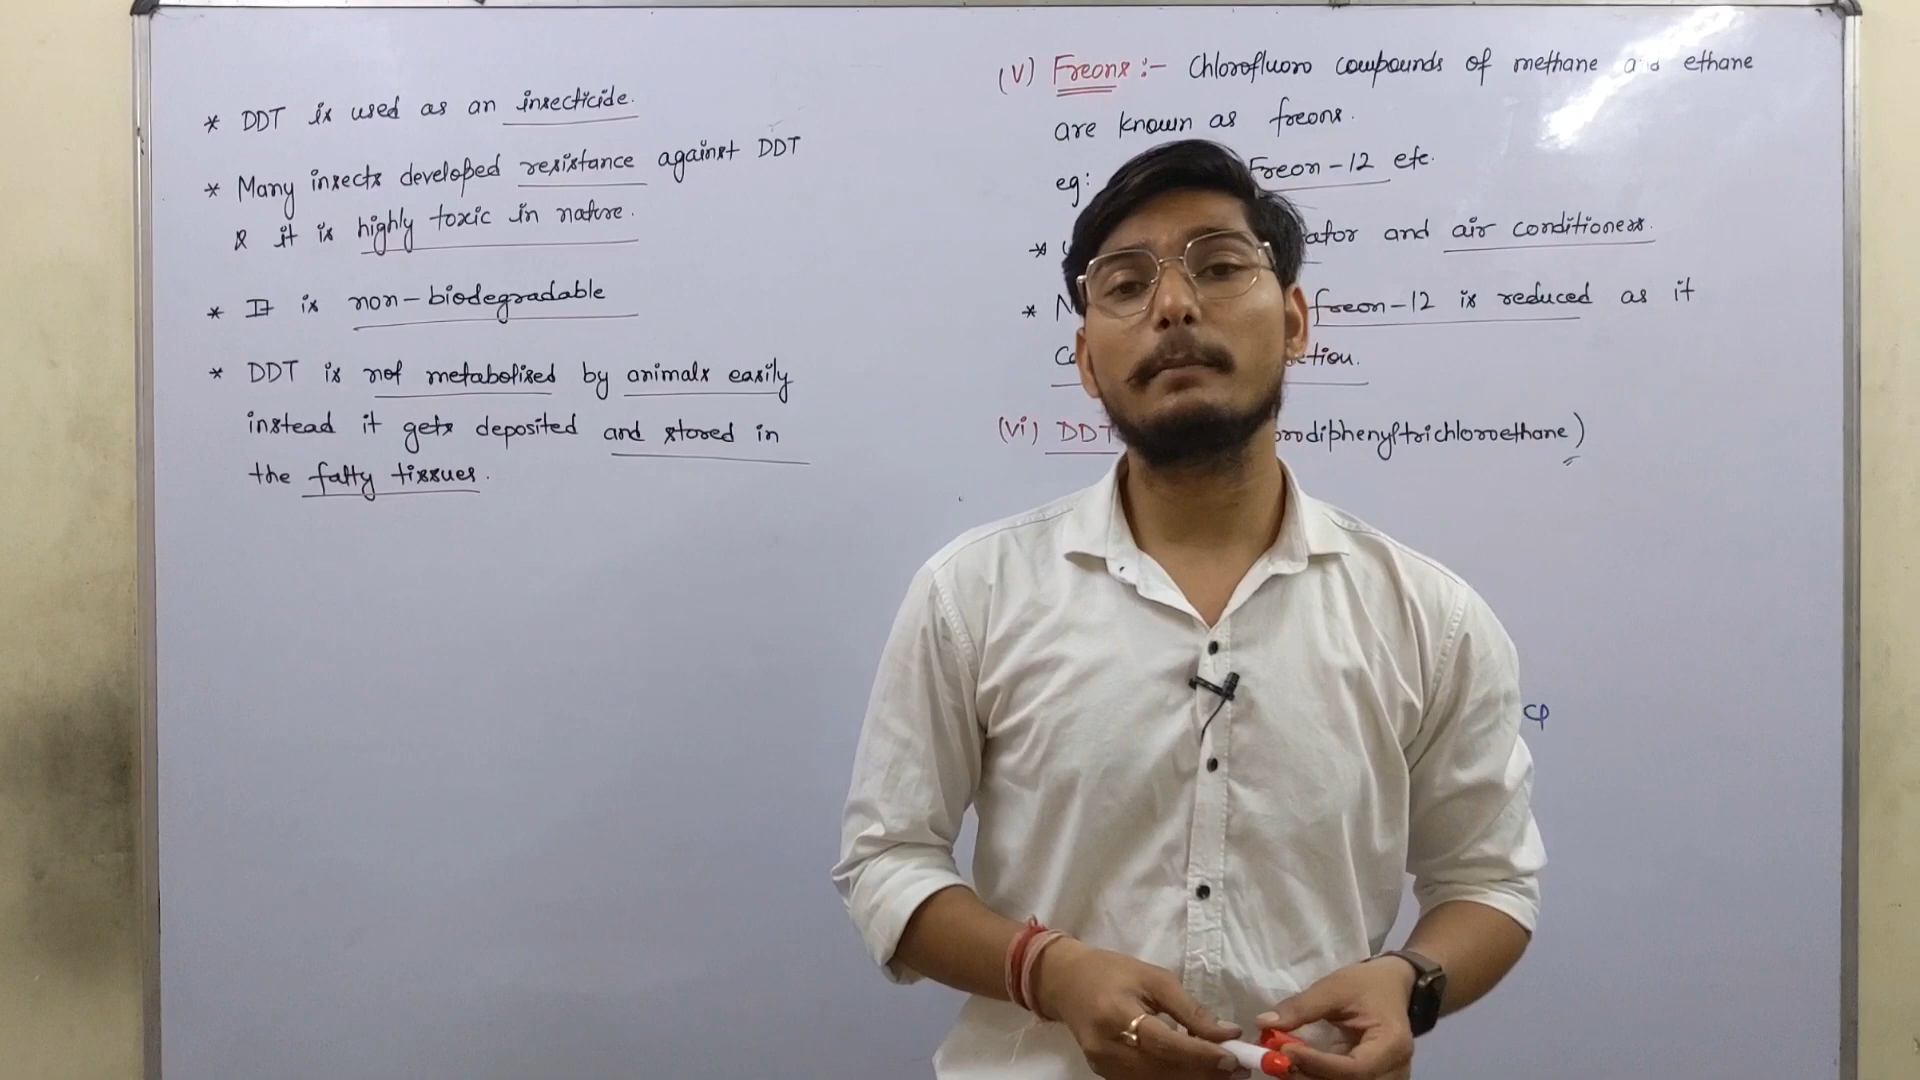 * DDT is used as an insecticide.
* Many insects developed resistance against DDT
& it is highly toxic in nature.
* It is non-biodegradable
* DDT is not metabolised by animals easily
instead it gets deposited and stored in
the fatty tissues.
(V) Freons :- Chlorofluoro compounds of methane and ethane
are known as freons.
eg: Freon-12 etc.
* ator and air conditioners.
* freon-12 is reduced as it
ction.
(Vi) DDT orodiphenyltrichloroethane)